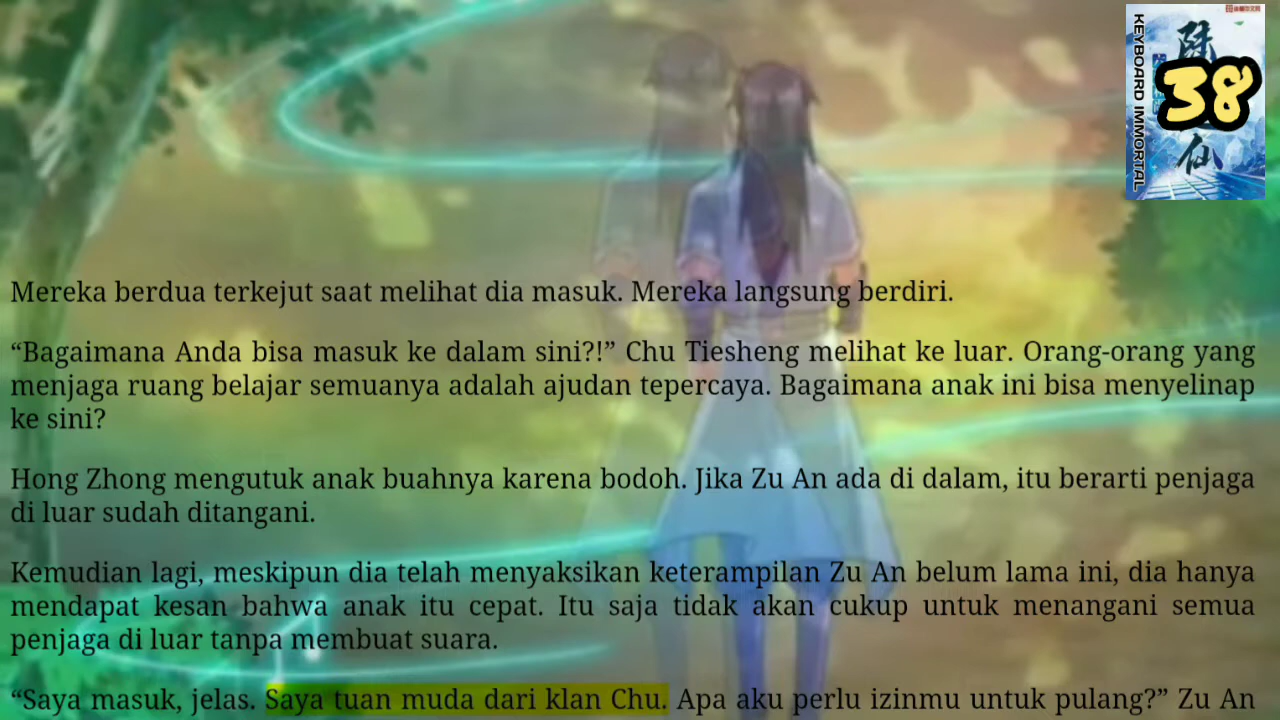 KEYBOARD IMMORTAL
38
仙
Mereka berdua terkejut saat melihat dia masuk. Mereka langsung berdiri.
“Bagaimana Anda bisa masuk ke dalam sini?!” Chu Tiesheng melihat ke luar. Orang-orang yang
menjaga ruang belajar semuanya adalah ajudan tepercaya. Bagaimana anak ini bisa menyelinap
ke sini?
Hong Zhong mengutuk anak buahnya karena bodoh. Jika Zu An ada di dalam, itu berarti penjaga
di luar sudah ditangani.
Kemudian lagi, meskipun dia telah menyaksikan keterampilan Zu An belum lama ini, dia hanya
mendapat kesan bahwa anak itu cepat. Itu saja tidak akan cukup untuk menangani semua
penjaga di luar tanpa membuat suara.
“Saya masuk, jelas. Saya tuan muda dari klan Chu. Apa aku perlu izinmu untuk pulang?” Zu An